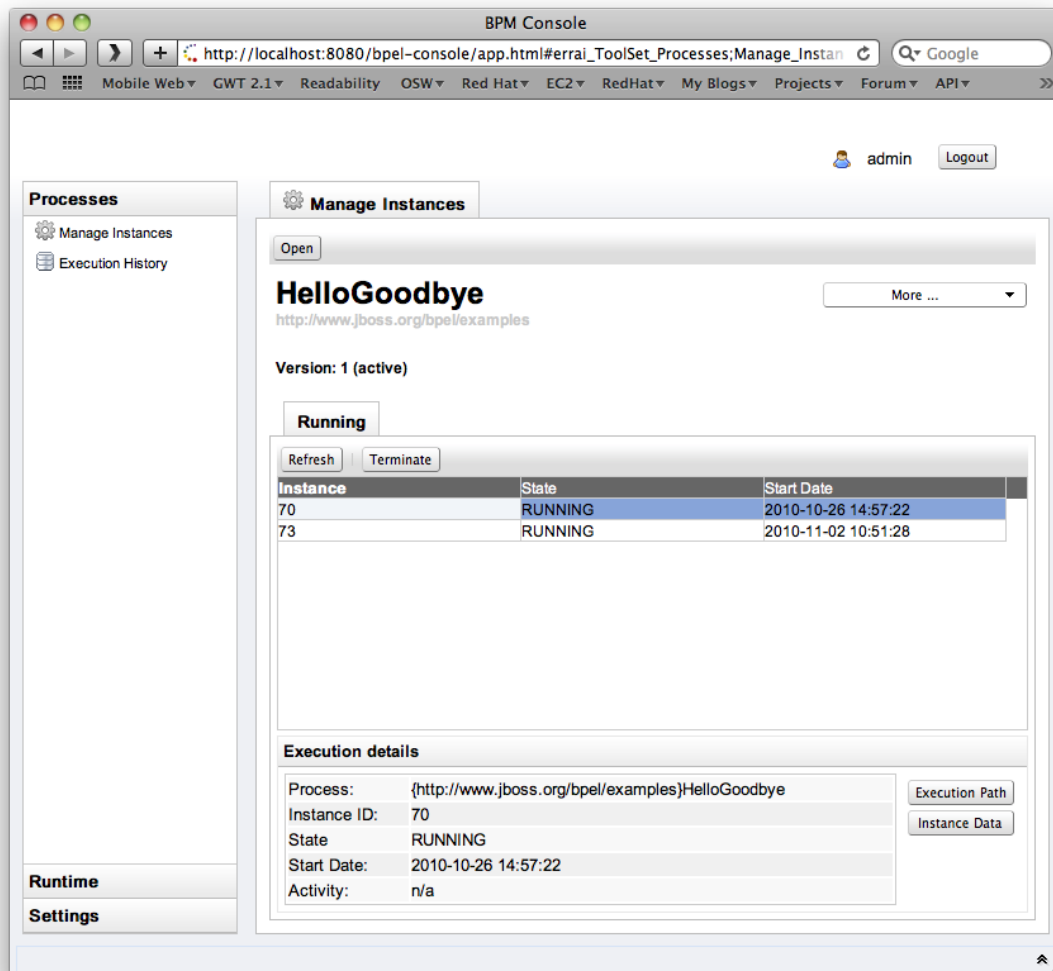 BPM Console
http://localhost:8080/bpel-console/app.html#errai_ToolSet_Processes;Manage_Instan
Google
Mobile Web GWT 2.1 Readability OSW Red Hat EC2 RedHat My Blogs Projects Forum API
admin Logout
Processes
Manage Instances
Execution History
Runtime
Settings
Manage Instances
Open
HelloGoodbye
More ...
http://www.jboss.org/bpel/examples
Version: 1 (active)
Running
Refresh Terminate
Instance State Start Date
70 RUNNING 2010-10-26 14:57:22
73 RUNNING 2010-11-02 10:51:28
Execution details
Process: {http://www.jboss.org/bpel/examples}HelloGoodbye
Instance ID: 70
State RUNNING
Start Date: 2010-10-26 14:57:22
Activity: n/a
Execution Path
Instance Data